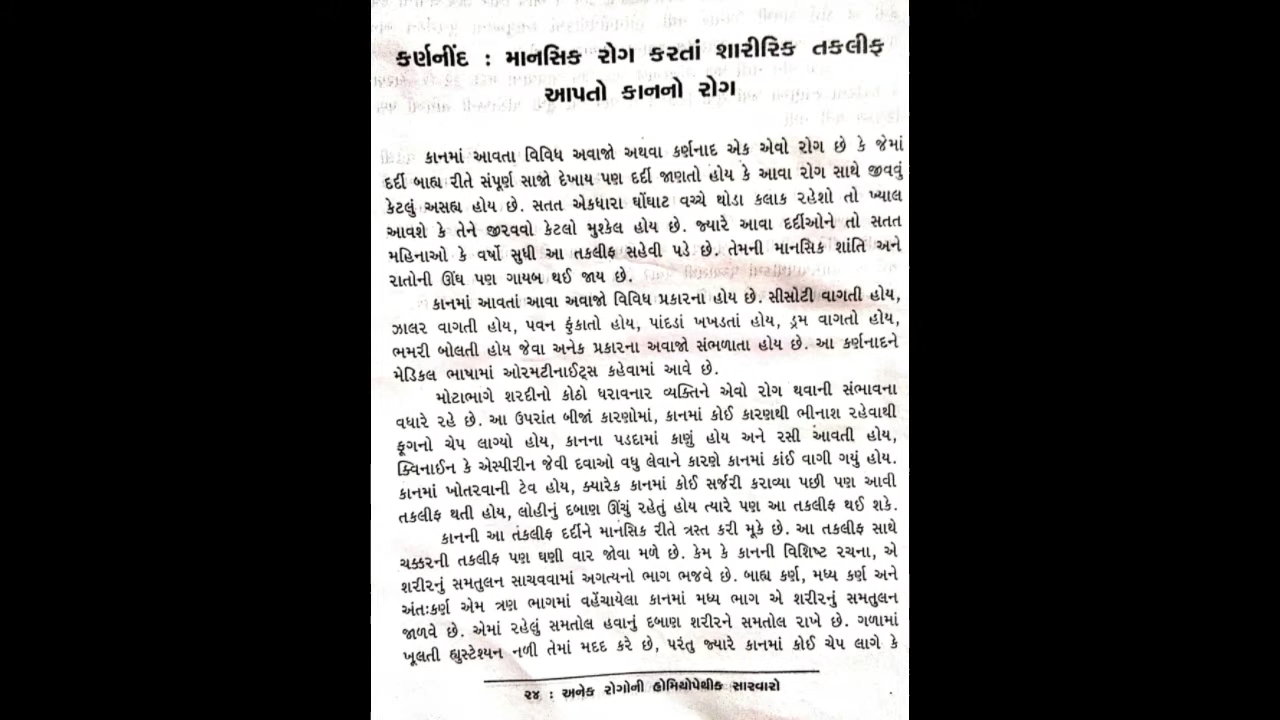 કર્ણનીંદ : માનસિક રોગ કરતાં શારીરિક તકલીફ
આપતો કાનનો રોગ
કાનમાં આવતા વિવિધ અવાજો અથવા કર્ણનાદ એક એવો રોગ છે કે જેમાં
દર્દી બાહ્ય રીતે સંપૂર્ણ સાજો દેખાય પણ દર્દી જાણતો હોય કે આવા રોગ સાથે જીવવું
કેટલું અસહ્ય હોય છે. સતત એકધારા ઘોંઘાટ વચ્ચે થોડા કલાક રહેશો તો ખ્યાલ
આવશે કે તેને જીરવવો કેટલો મુશ્કેલ હોય છે. જ્યારે આવા દર્દીઓને તો સતત
મહિનાઓ કે વર્ષો સુધી આ તકલીફ સહેવી પડે છે. તેમની માનસિક શાંતિ અને
રાતોની ઊંઘ પણ ગાયબ થઈ જાય છે.
કાનમાં આવતાં આવા અવાજો વિવિધ પ્રકારના હોય છે. સીસોટી વાગતી હોય,
ઝાલર વાગતી હોય, પવન ફુંકાતો હોય, પાંદડાં ખખડતાં હોય, ડ્રમ વાગતો હોય,
ભમરી બોલતી હોય જેવા અનેક પ્રકારના અવાજો સંભળાતા હોય છે. આ કર્ણનાદને
મેડિકલ ભાષામાં ઓરમટીનાઈટ્સ કહેવામાં આવે છે.
મોટાભાગે શરદીનો કોઠો ધરાવનાર વ્યક્તિને એવો રોગ થવાની સંભાવના
વધારે રહે છે. આ ઉપરાંત બીજાં કારણોમાં, કાનમાં કોઈ કારણથી ભીનાશ રહેવાથી
ફૂગનો ચેપ લાગ્યો હોય, કાનના પડદામાં કાણું હોય અને રસી આવતી હોય,
ક્વિનાઈન કે એસ્પીરીન જેવી દવાઓ વધુ લેવાને કારણે કાનમાં કાંઈ વાગી ગયું હોય.
કાનમાં ખોતરવાની ટેવ હોય, ક્યારેક કાનમાં કોઈ સર્જરી કરાવ્યા પછી પણ આવી
તકલીફ થતી હોય, લોહીનું દબાણ ઊંચું રહેતું હોય ત્યારે પણ આ તકલીફ થઈ શકે.
કાનની આ તંકલીફ દર્દીને માનસિક રીતે ત્રસ્ત કરી મૂકે છે. આ તકલીફ સાથે
ચક્કરની તકલીફ પણ ઘણી વાર જોવા મળે છે. કેમ કે કાનની વિશિષ્ટ રચના, એ
શરીરનું સમતુલન સાચવવામાં અગત્યનો ભાગ ભજવે છે. બાહ્ય કર્ણ, મધ્ય કર્ણ અને
અંતઃકર્ણ એમ ત્રણ ભાગમાં વહેંચાયેલા કાનમાં મધ્ય ભાગ એ શરીરનું સમતુલન
જાળવે છે. એમાં રહેલું સમતોલ હવાનું દબાણ શરીરને સમતોલ રાખે છે. ગળામાં
ખૂલતી હ્યુસ્ટેશ્યન નળી તેમાં મદદ કરે છે, પરંતુ જ્યારે કાનમાં કોઈ ચેપ લાગે કે
૨૪ : અનેક રોગોની હોમિયોપેથીક સારવારો